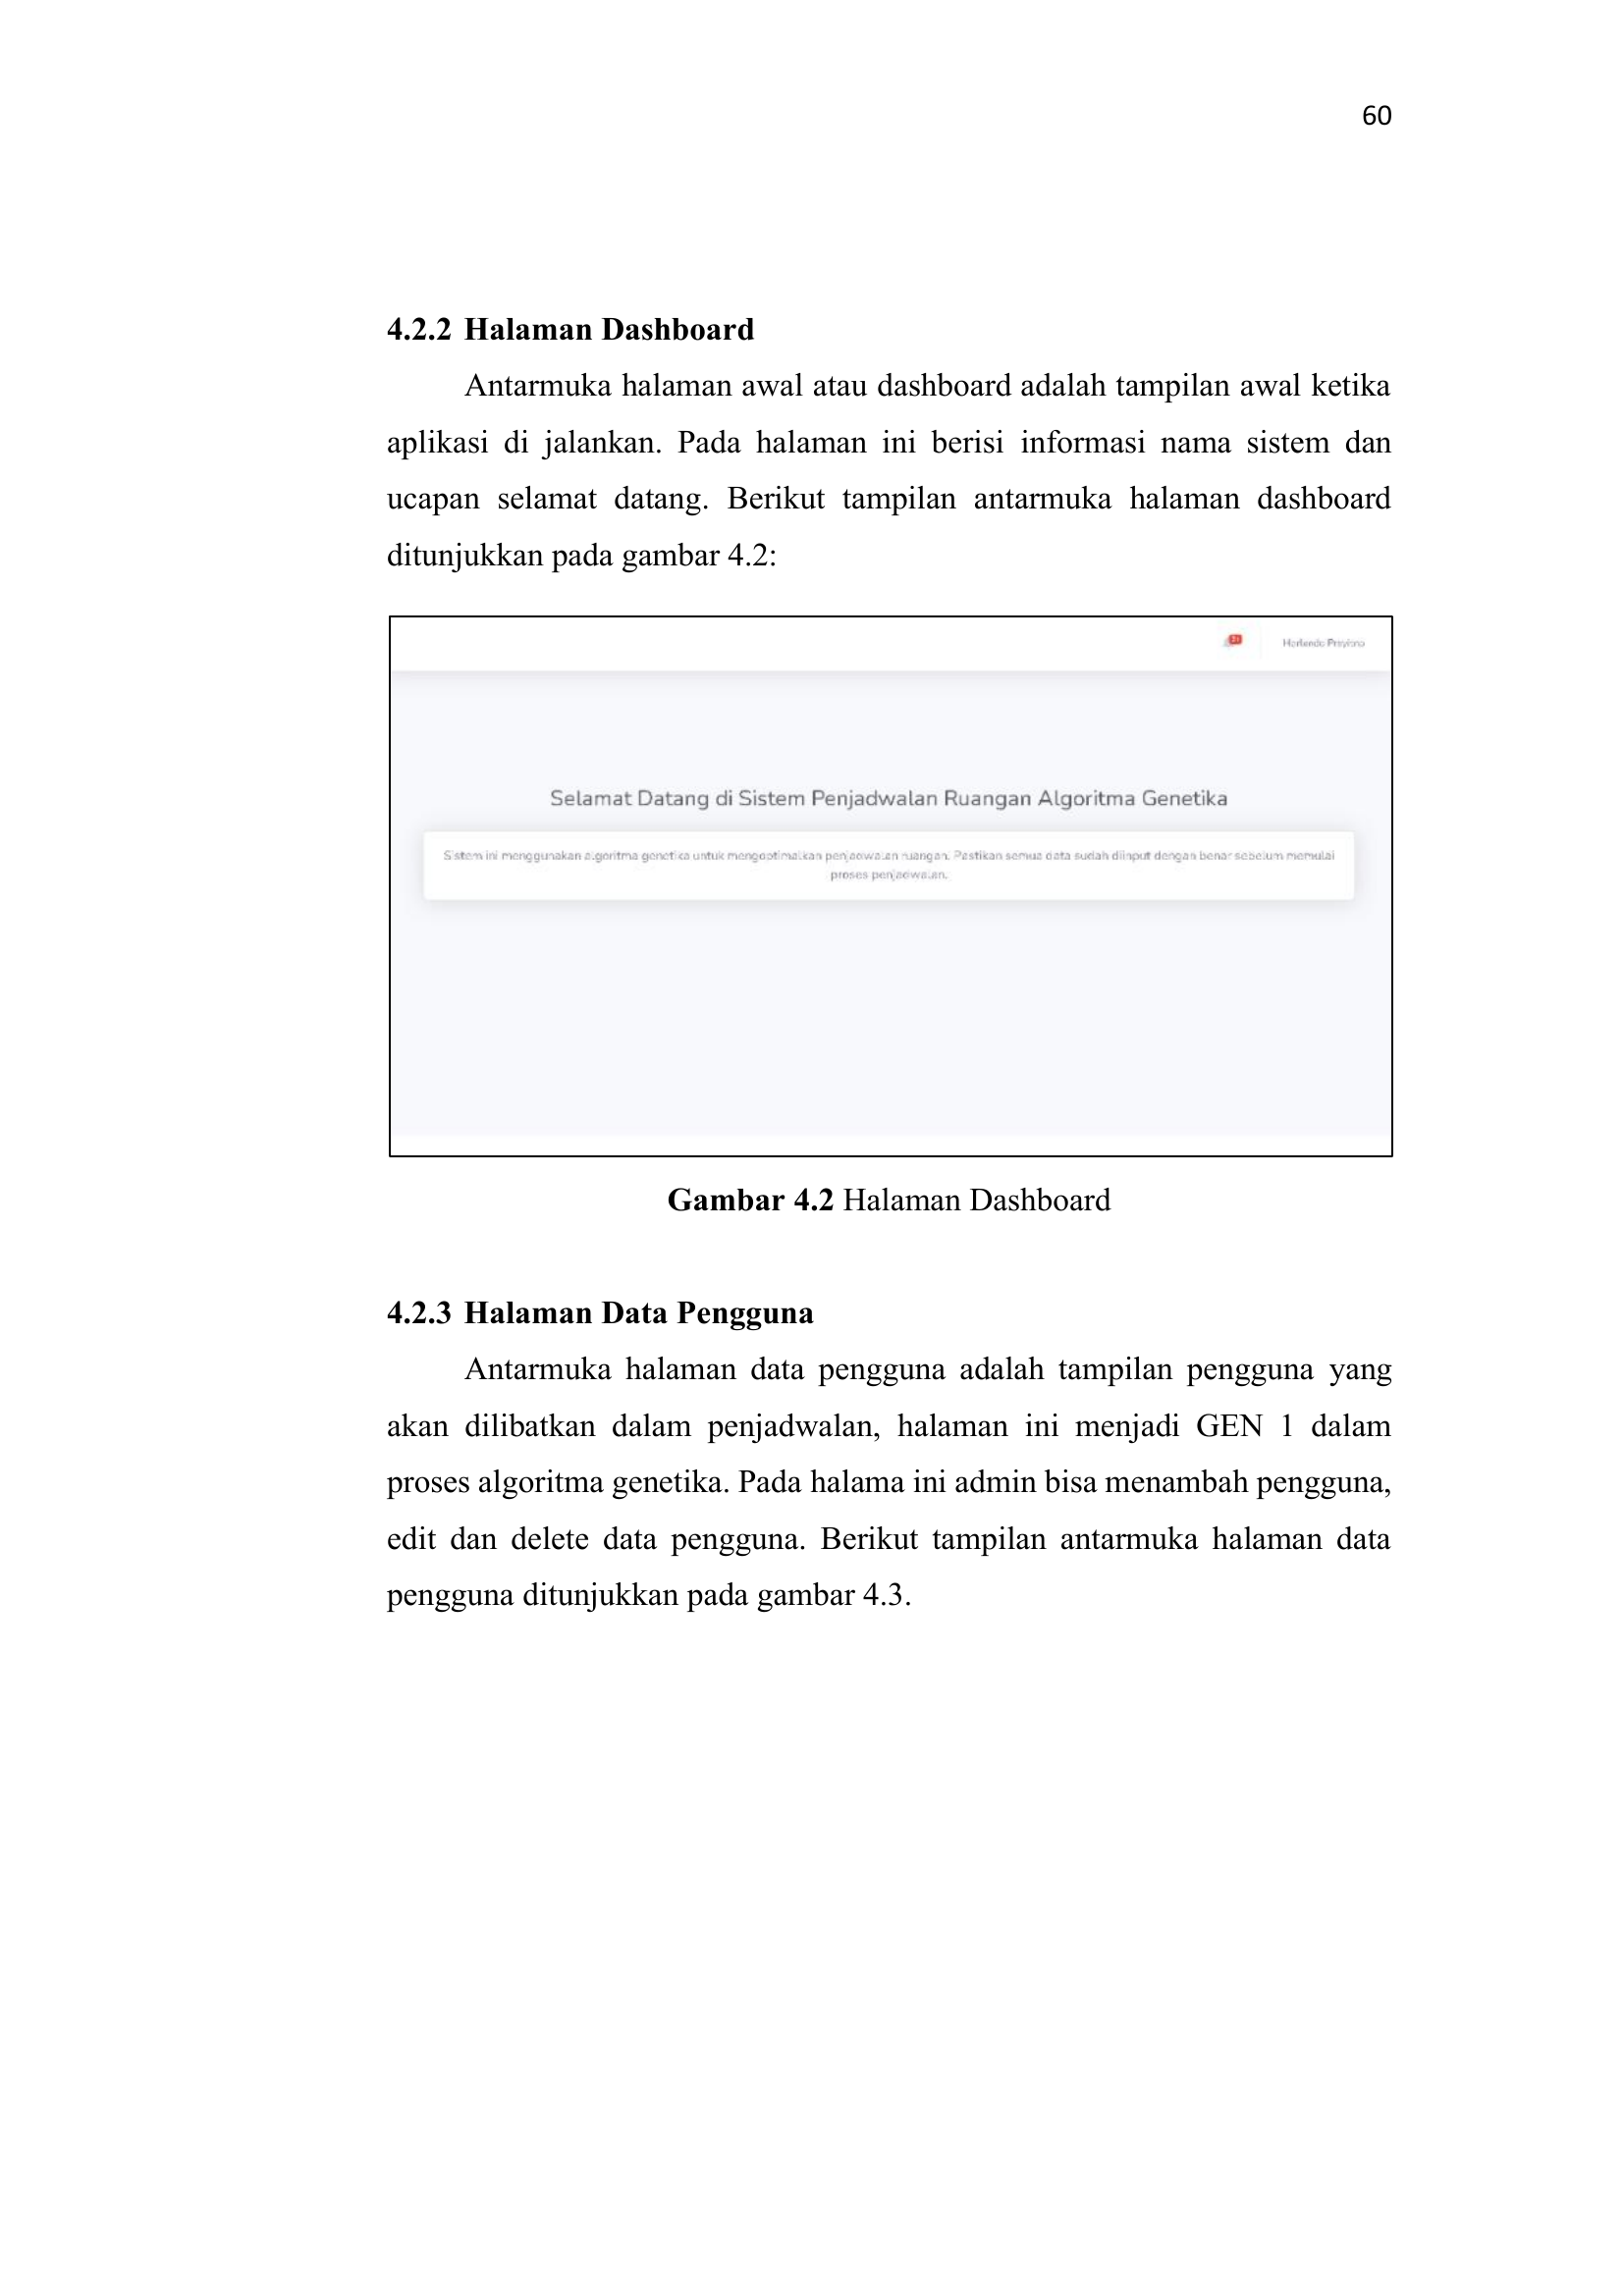 60
4.2.2 Halaman Dashboard
Antarmuka halaman awal atau dashboard adalah tampilan awal ketika
aplikasi di jalankan. Pada halaman ini berisi informasi nama sistem dan
ucapan selamat datang. Berikut tampilan antarmuka halaman dashboard
ditunjukkan pada gambar 4.2:
Selamat Datang di Sistem Penjadwalan Ruangan Algoritma Genetika
Sistem ini menggunakan algoritma genetika untuk mengoptimalkan penjadwalan ruangan. Pastikan semua data sudah diinput dengan benar sebelum memulai
proses penjadwalan.
Gambar 4.2 Halaman Dashboard
4.2.3 Halaman Data Pengguna
Antarmuka halaman data pengguna adalah tampilan pengguna yang
akan dilibatkan dalam penjadwalan, halaman ini menjadi GEN 1 dalam
proses algoritma genetika. Pada halama ini admin bisa menambah pengguna,
edit dan delete data pengguna. Berikut tampilan antarmuka halaman data
pengguna ditunjukkan pada gambar 4.3.